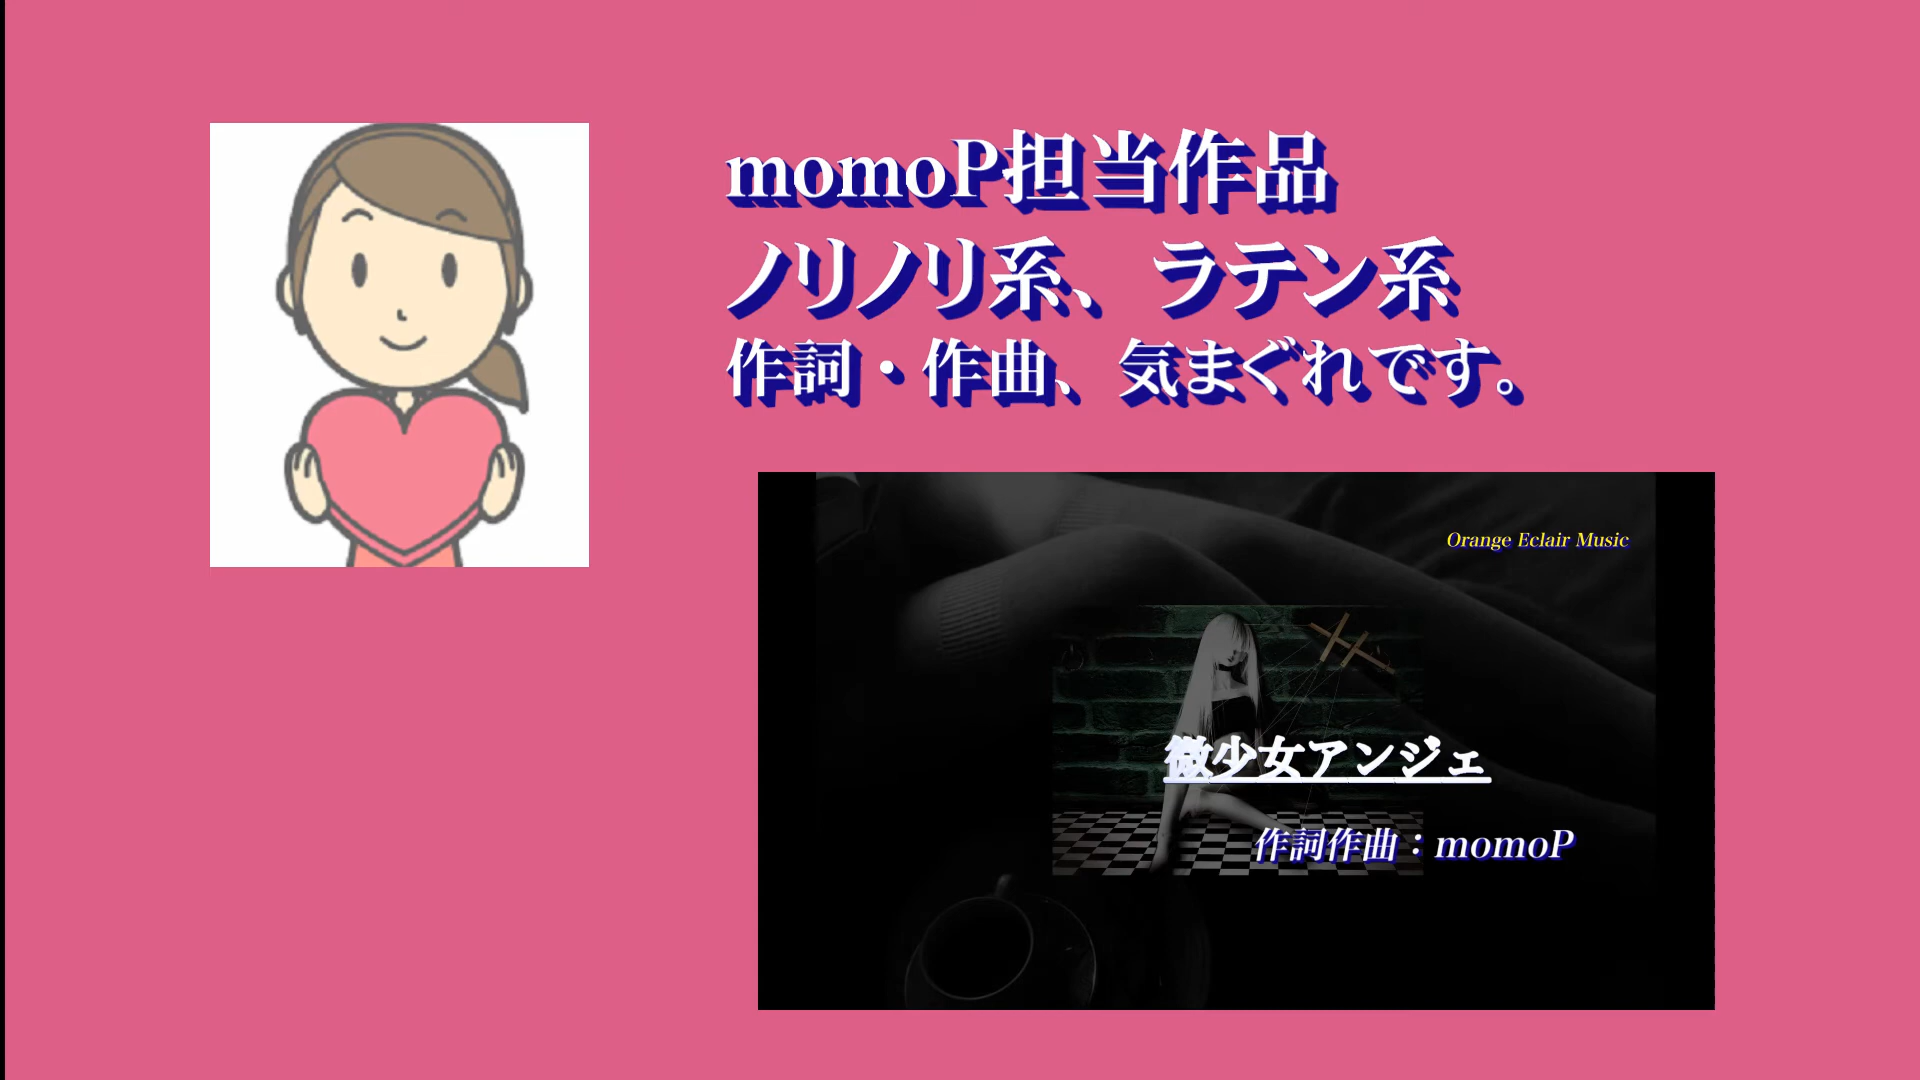 momoP担当作品
ノリノリ系、ラテン系
作詞・作曲、気まぐれです。
Orange Eclair Music
微少女アンジェ
作詞作曲：momoP